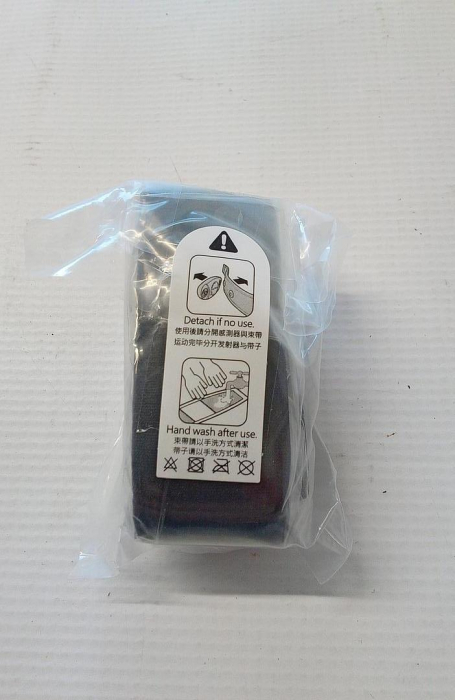 Detach if no use.
使用後請分開感測器與束帶
运动完毕分开发射器与带子
Hand wash after use.
束帶請以手洗方式清潔
带子请以手洗方式清洁